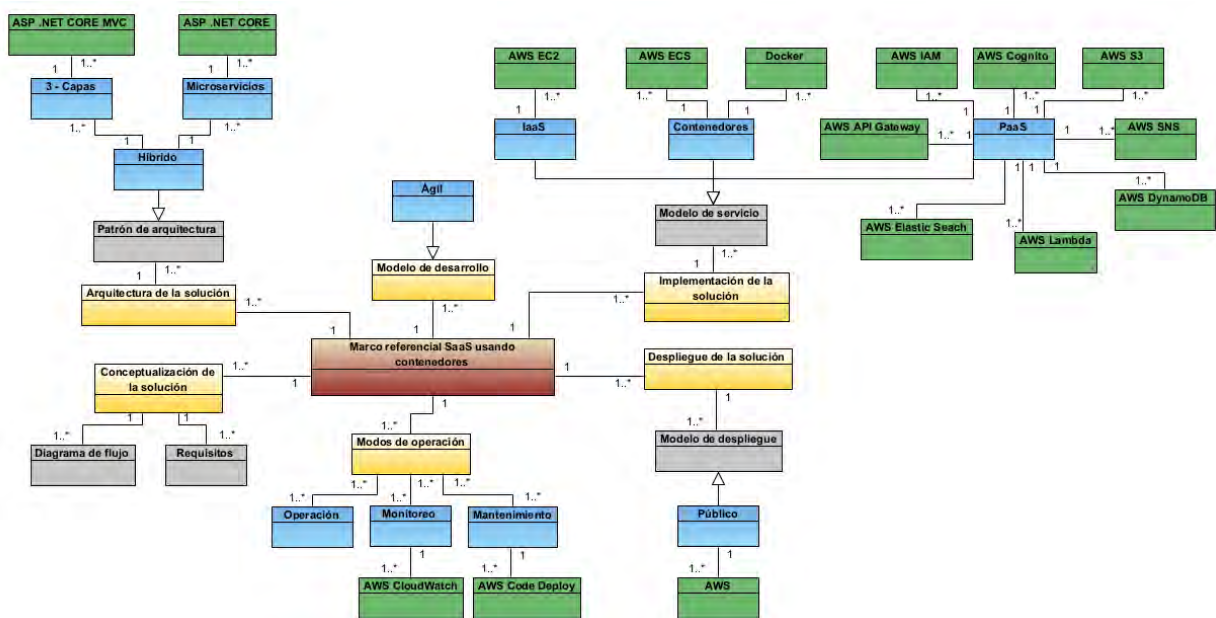 ASP .NET CORE MVC
1..*
1
3 - Capas
1..*
1
ASP .NET CORE
1..*
1
Microservicios
1..*
1
Híbrido
Patrón de arquitectura
1..*
1
Arquitectura de la solución
1..*
1
Ágil
Modelo de desarrollo
1..*
1
AWS EC2
1..*
1
IaaS
AWS ECS
1..*
1
Docker
1..*
1
Contenedores
AWS IAM
1..*
1
AWS Cognito
1..*
1
AWS S3
1..*
1
AWS API Gateway
1..*
1
PaaS
1
1..*
AWS SNS
1
1..*
AWS DynamoDB
1
1..*
AWS Elastic Seach
1
1..*
AWS Lambda
Modelo de servicio
1..*
1
Implementación de la
solución
1..*
1
Marco referencial SaaS usando
contenedores
Conceptualización de
la solución
1..*
1
1
1
1..*
1..*
Diagrama de flujo
Requisitos
1
1..*
Modos de operación
1..*
1..*
1..*
1..*
1..*
1..*
Operación
Monitoreo
Mantenimiento
1
1..*
AWS CloudWatch
1
1..*
AWS Code Deploy
1
1..*
Despliegue de la solución
1
1..*
Modelo de despliegue
Público
1
1..*
AWS